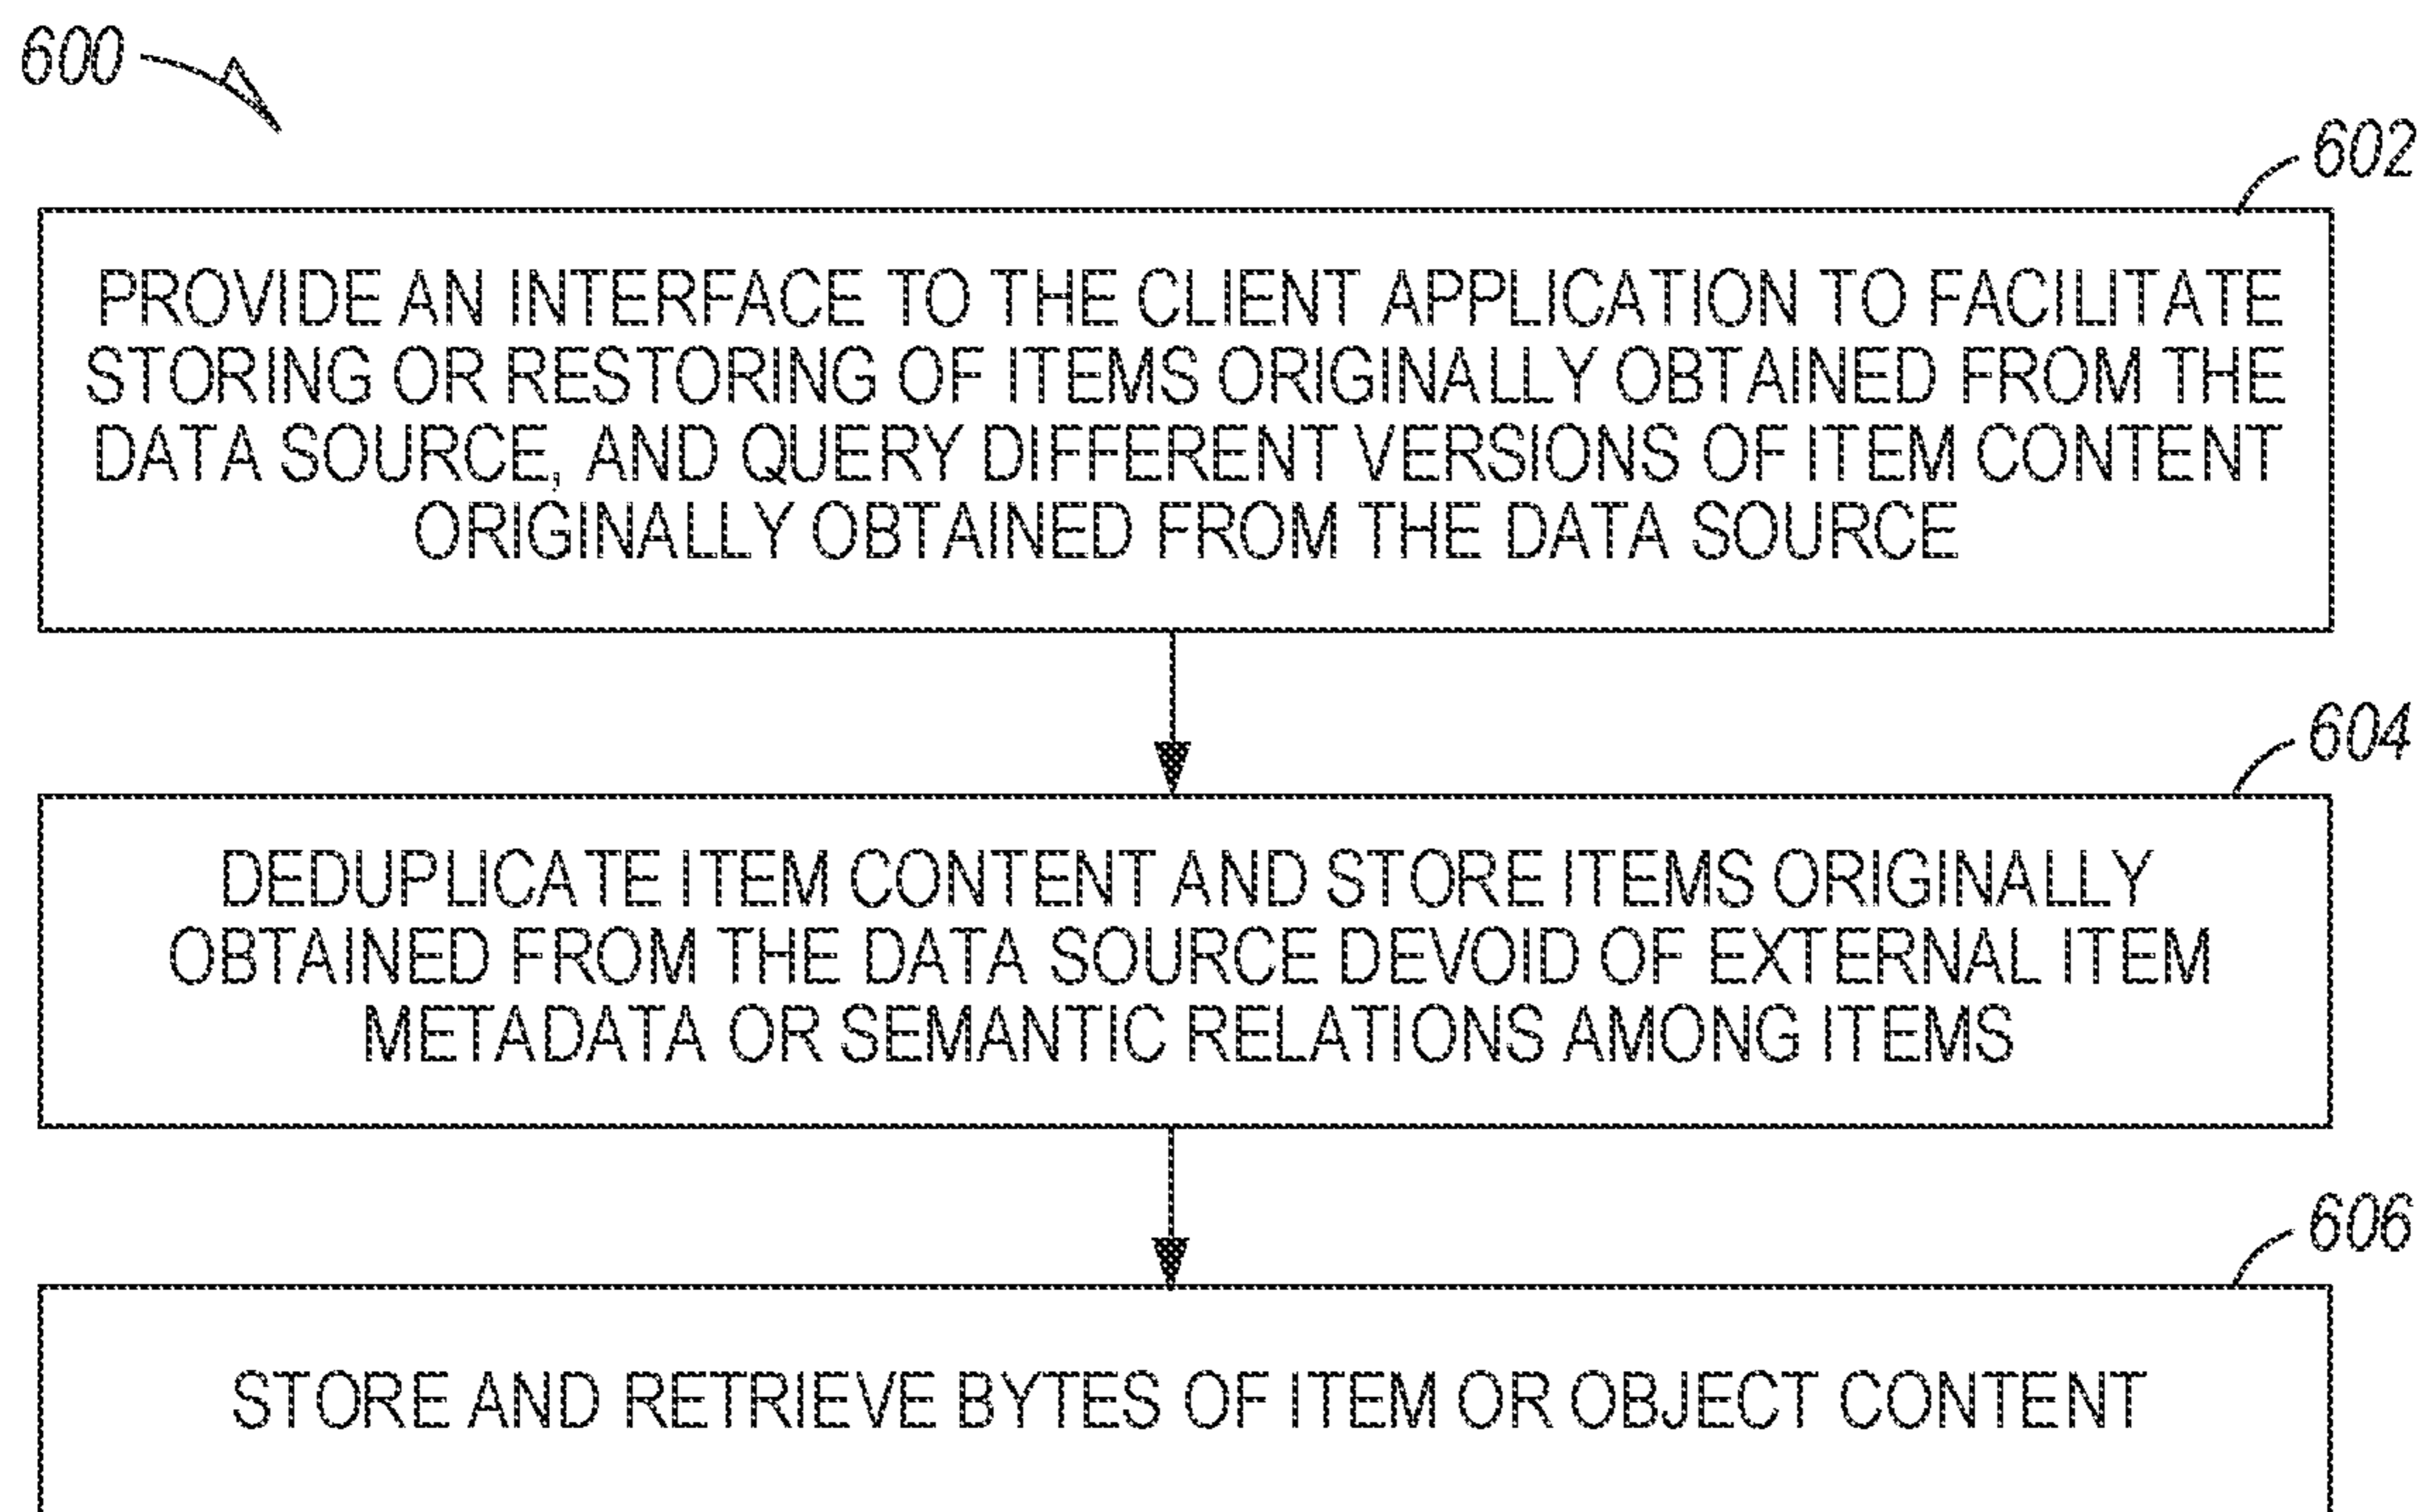 600
602
PROVIDE AN INTERFACE TO THE CLIENT APPLICATION TO FACILITATE
STORING OR RESTORING OF ITEMS ORIGINALLY OBTAINED FROM THE
DATA SOURCE, AND QUERY DIFFERENT VERSIONS OF ITEM CONTENT
ORIGINALLY OBTAINED FROM THE DATA SOURCE
604
DEDUPLICATE ITEM CONTENT AND STORE ITEMS ORIGINALLY
OBTAINED FROM THE DATA SOURCE DEVOID OF EXTERNAL ITEM
METADATA OR SEMANTIC RELATIONS AMONG ITEMS
606
STORE AND RETRIEVE BYTES OF ITEM OR OBJECT CONTENT